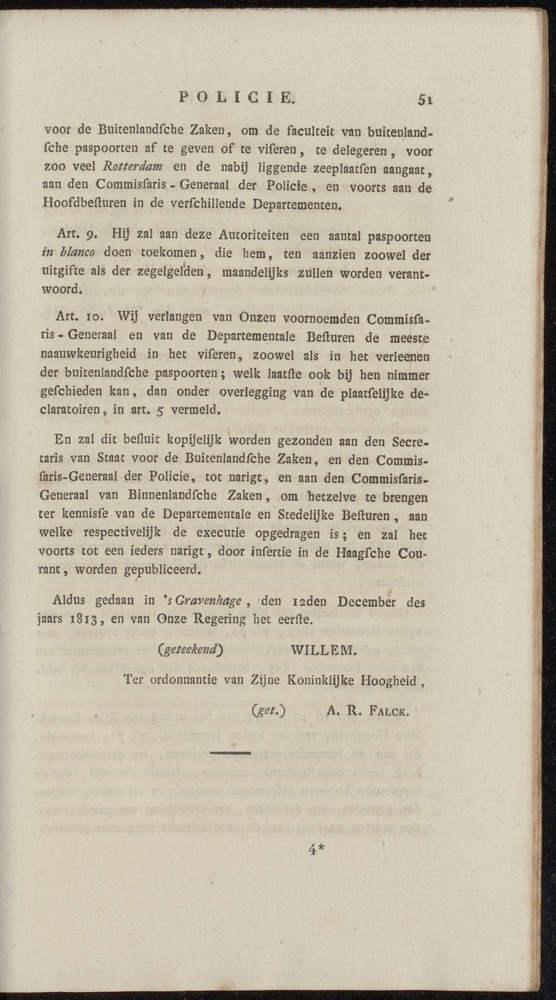 POLICIE. 51
voor de Buitenlandſche Zaken, om de faculteit van buitenland-
ſche paspoorten af te geven of te viſeren, te delegeren, voor
zoo veel Rotterdam en de nabij liggende zeeplaatſen aangaat,
aan den Commisſaris-Generaal der Policie, en voorts aan de
Hoofdbeſturen in de verſchillende Departementen.
Art. 9. Hij zal aan deze Autoriteiten een aantal paspoorten
in blanco doen toekomen, die hem, ten aanzien zoowel der
uitgifte als der zegelgelden, maandelijks zullen worden verant-
woord.
Art. 10. Wij verlangen van Onzen voornoemden Commisſa-
ris-Generaal en van de Departementale Beſturen de meeste
naauwkeurigheid in het viſeren, zoowel als in het verleenen
der buitenlandſche paspoorten; welk laatſte ook bij hen nimmer
geſchieden kan, dan onder overlegging van de plaatſelijke de-
claratoiren, in art. 5 vermeld.
En zal dit beſluit kopijelijk worden gezonden aan den Secre-
taris van Staat voor de Buitenlandſche Zaken, en den Commis-
ſaris-Generaal der Policie, tot narigt, en aan den Commisſaris-
Generaal van Binnenlandſche Zaken, om hetzelve te brengen
ter kennisſe van de Departementale en Stedelijke Beſturen, aan
welke respectivelijk de executie opgedragen is; en zal het
voorts tot een ieders narigt, door inſertie in de Haagſche Cou-
rant, worden gepubliceerd.
Aldus gedaan in 's Gravenhage, den 12den December des
jaars 1813, en van Onze Regering het eerſte.
(geteekend) WILLEM.
Ter ordonnantie van Zijne Koninklijke Hoogheid,
(get.) A. R. FALCK.
4*